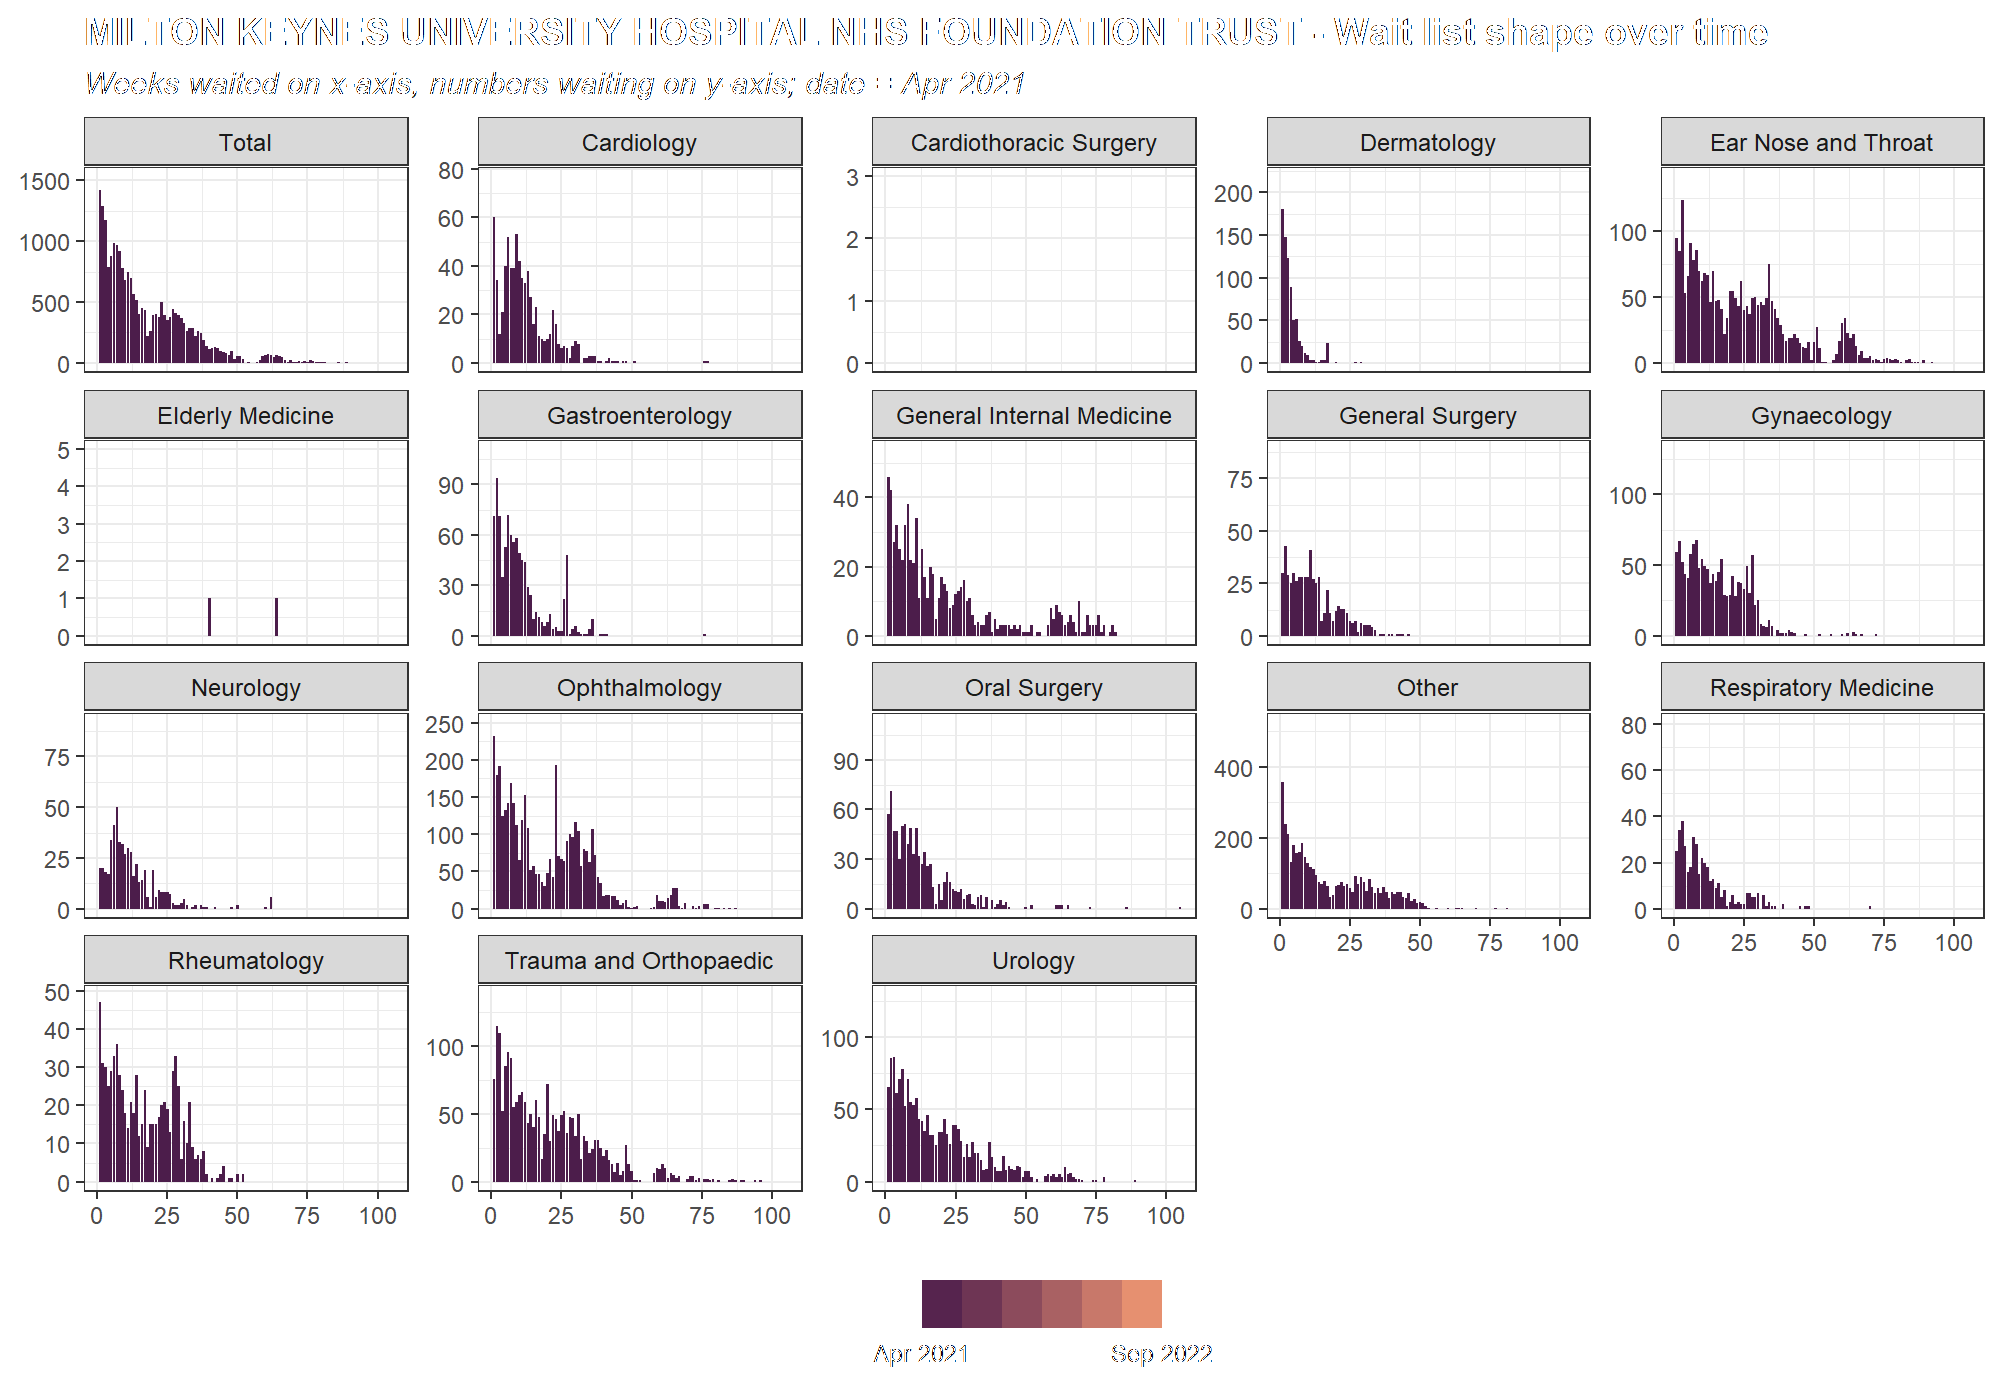 MILTON KEYNES UNIVERSITY HOSPITAL NHS FOUNDATION TRUST - Wait list shape over time
Weeks waited on x-axis, numbers waiting on y-axis; date = Apr 2021
Total
Cardiology
Cardiothoracic Surgery
Dermatology
Ear Nose and Throat
1500
1000
500
0
80
60
40
20
0
3
2
1
0
200
150
100
50
0
100
50
0
Elderly Medicine
Gastroenterology
General Internal Medicine
General Surgery
Gynaecology
5
4
3
2
1
0
90
60
30
0
40
20
0
75
50
25
0
100
50
0
Neurology
Ophthalmology
Oral Surgery
Other
Respiratory Medicine
75
50
25
0
250
200
150
100
50
0
90
60
30
0
400
200
0
80
60
40
20
0
0 25 50 75 100
0 25 50 75 100
Rheumatology
Trauma and Orthopaedic
Urology
50
40
30
20
10
0
100
50
0
100
50
0
0 25 50 75 100
0 25 50 75 100
0 25 50 75 100
Apr 2021
Sep 2022